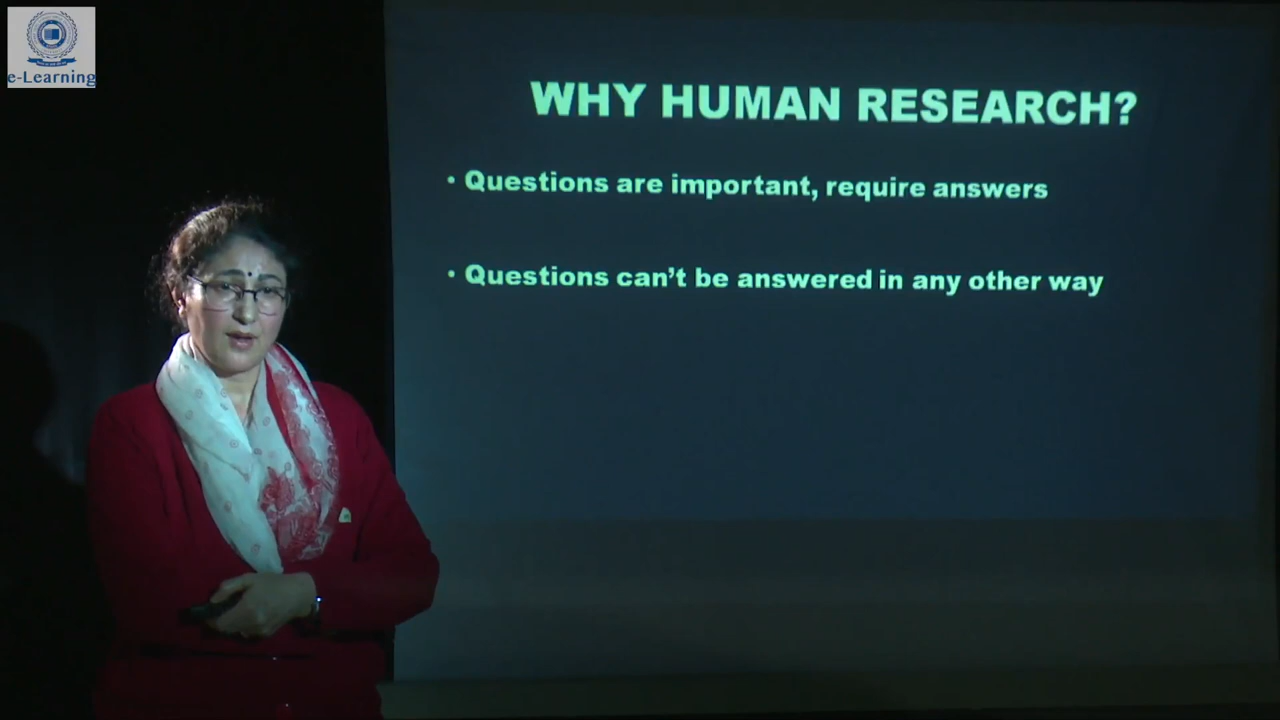 e-Learning
WHY HUMAN RESEARCH?
• Questions are important, require answers
• Questions can’t be answered in any other way